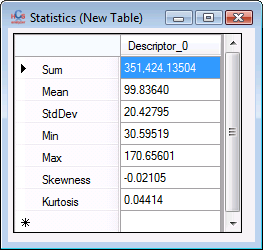 Statistics (New Table)
Descriptor_0
Sum 351,424.13504
Mean 99.83640
StdDev 20.42795
Min 30.59519
Max 170.65601
Skewness -0.02105
Kurtosis 0.04414